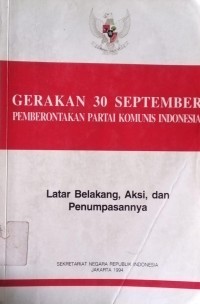 GERAKAN 30 SEPTEMBER
PEMBERONTAKAN PARTAI KOMUNIS INDONESIA
Latar Belakang, Aksi, dan
Penumpasannya
SEKRETARIAT NEGARA REPUBLIK INDONESIA
JAKARTA 1994